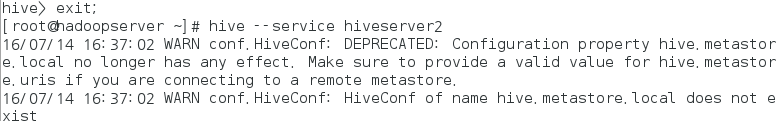 hive> exit;
[root@hadoopserver ~]# hive --service hiveserver2
16/07/14 16:37:02 WARN conf.HiveConf: DEPRECATED: Configuration property hive.metastor
e.local no longer has any effect. Make sure to provide a valid value for hive.metastor
e.uris if you are connecting to a remote metastore.
16/07/14 16:37:02 WARN conf.HiveConf: HiveConf of name hive.metastore.local does not e
xist